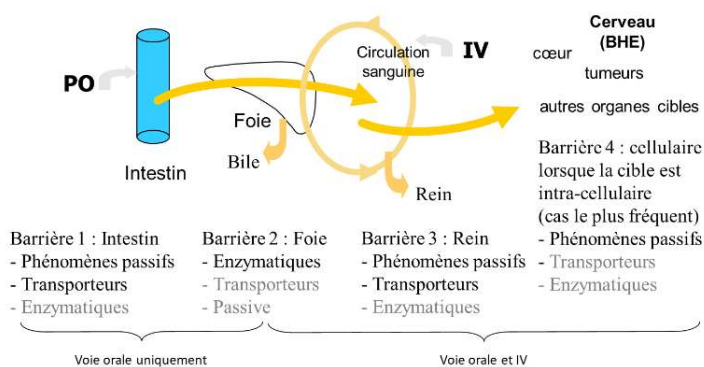 PO
Intestin
Foie
Bile
Circulation
sanguine
IV
Rein
Cerveau
(BHE)
cœur
tumeurs
autres organes cibles
Barrière 1 : Intestin
- Phénomènes passifs
- Transporteurs
- Enzymatiques
Barrière 2 : Foie
- Enzymatiques
- Transporteurs
- Passive
Barrière 3 : Rein
- Phénomènes passifs
- Transporteurs
- Enzymatiques
Barrière 4 : cellulaire
lorsque la cible est
intra-cellulaire
(cas le plus fréquent)
- Phénomènes passifs
- Transporteurs
- Enzymatiques
Voie orale uniquement
Voie orale et IV